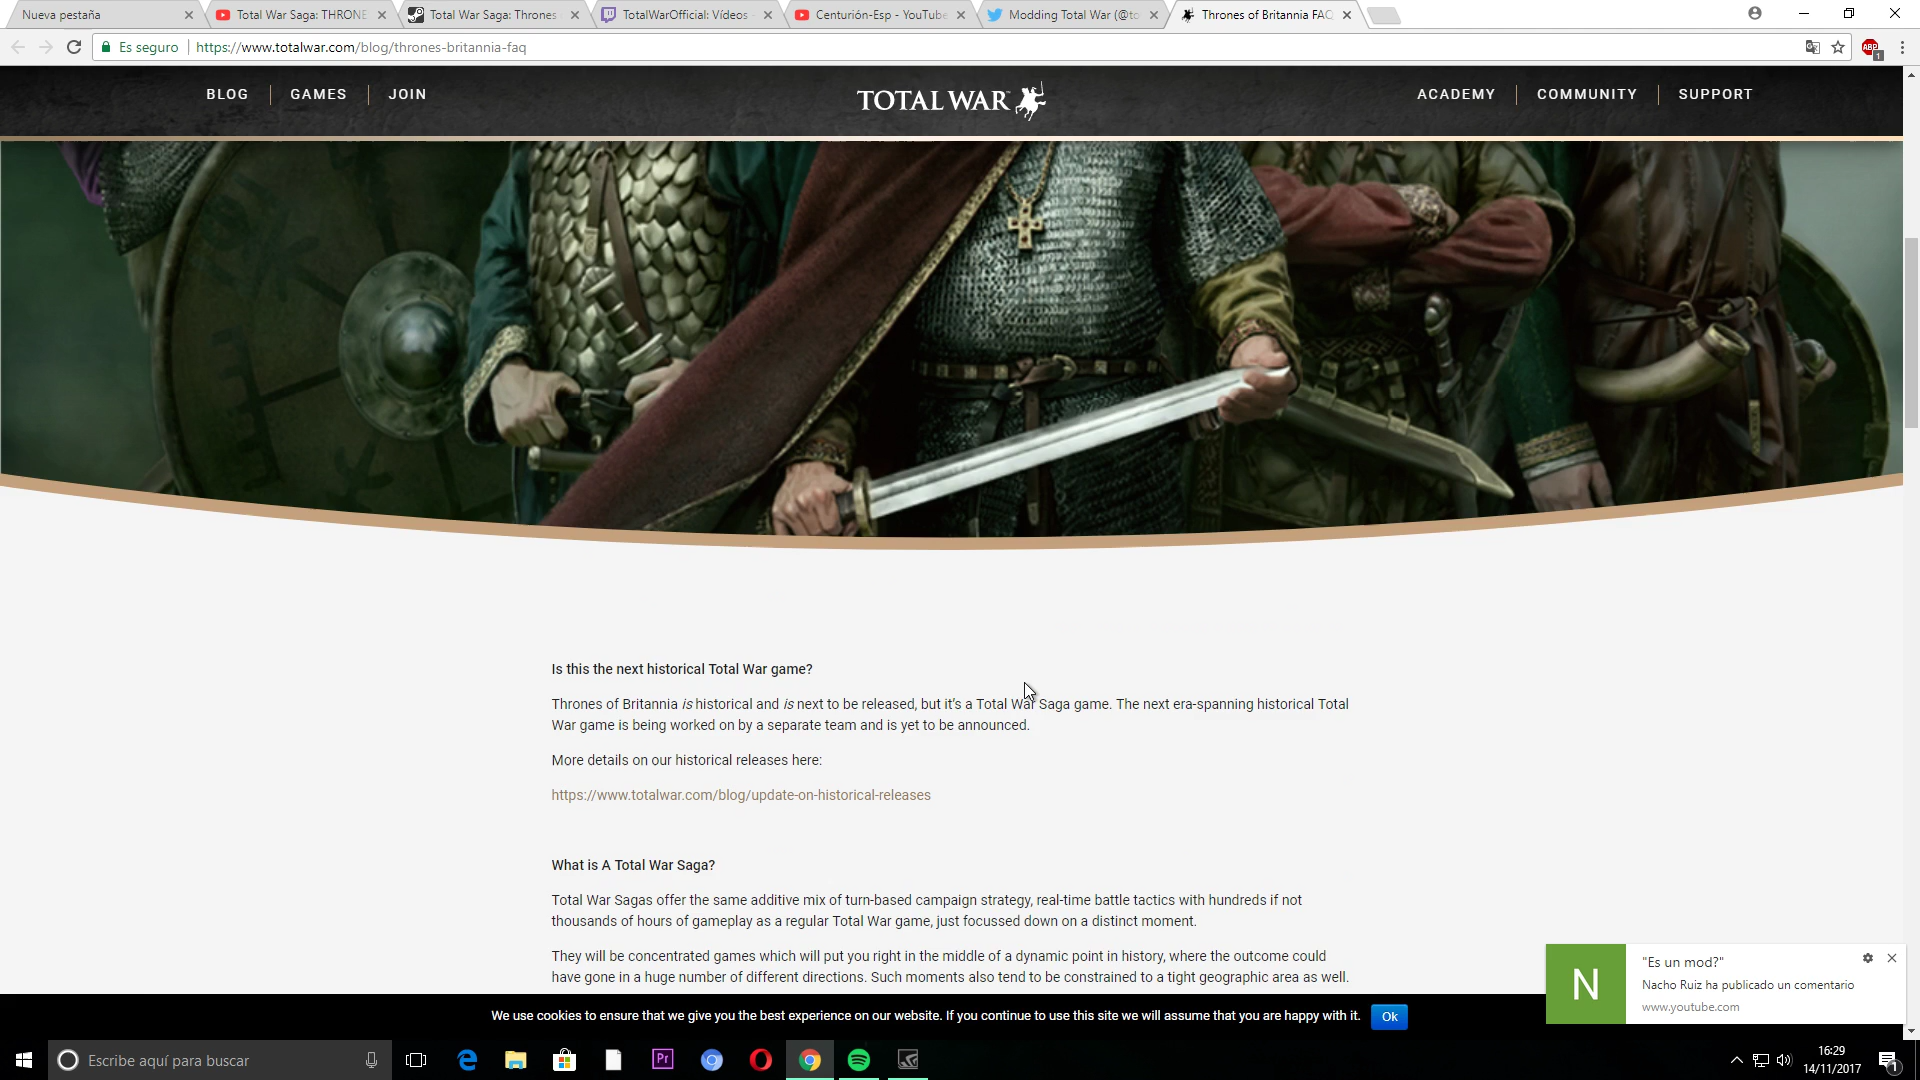 Nueva pestaña
Total War Saga: THRONE
Total War Saga: Thrones
TotalWarOfficial: Vídeos
Centurión-Esp - YouTube
Modding Total War (@to
Thrones of Britannia FAQ
Es seguro
https://www.totalwar.com/blog/thrones-britannia-faq
ABP
1
BLOG
GAMES
JOIN
TOTAL WAR
ACADEMY
COMMUNITY
SUPPORT
Is this the next historical Total War game?
Thrones of Britannia is historical and is next to be released, but it's a Total War Saga game. The next era-spanning historical Total
War game is being worked on by a separate team and is yet to be announced.
More details on our historical releases here:
https://www.totalwar.com/blog/update-on-historical-releases
What is A Total War Saga?
Total War Sagas offer the same additive mix of turn-based campaign strategy, real-time battle tactics with hundreds if not
thousands of hours of gameplay as a regular Total War game, just focussed down on a distinct moment.
They will be concentrated games which will put you right in the middle of a dynamic point in history, where the outcome could
have gone in a huge number of different directions. Such moments also tend to be constrained to a tight geographic area as well.
N
"Es un mod?"
Nacho Ruiz ha publicado un comentario
www.youtube.com
We use cookies to ensure that we give you the best experience on our website. If you continue to use this site we will assume that you are happy with it.
Ok
Escribe aquí para buscar
Pr
16:29
14/11/2017
1